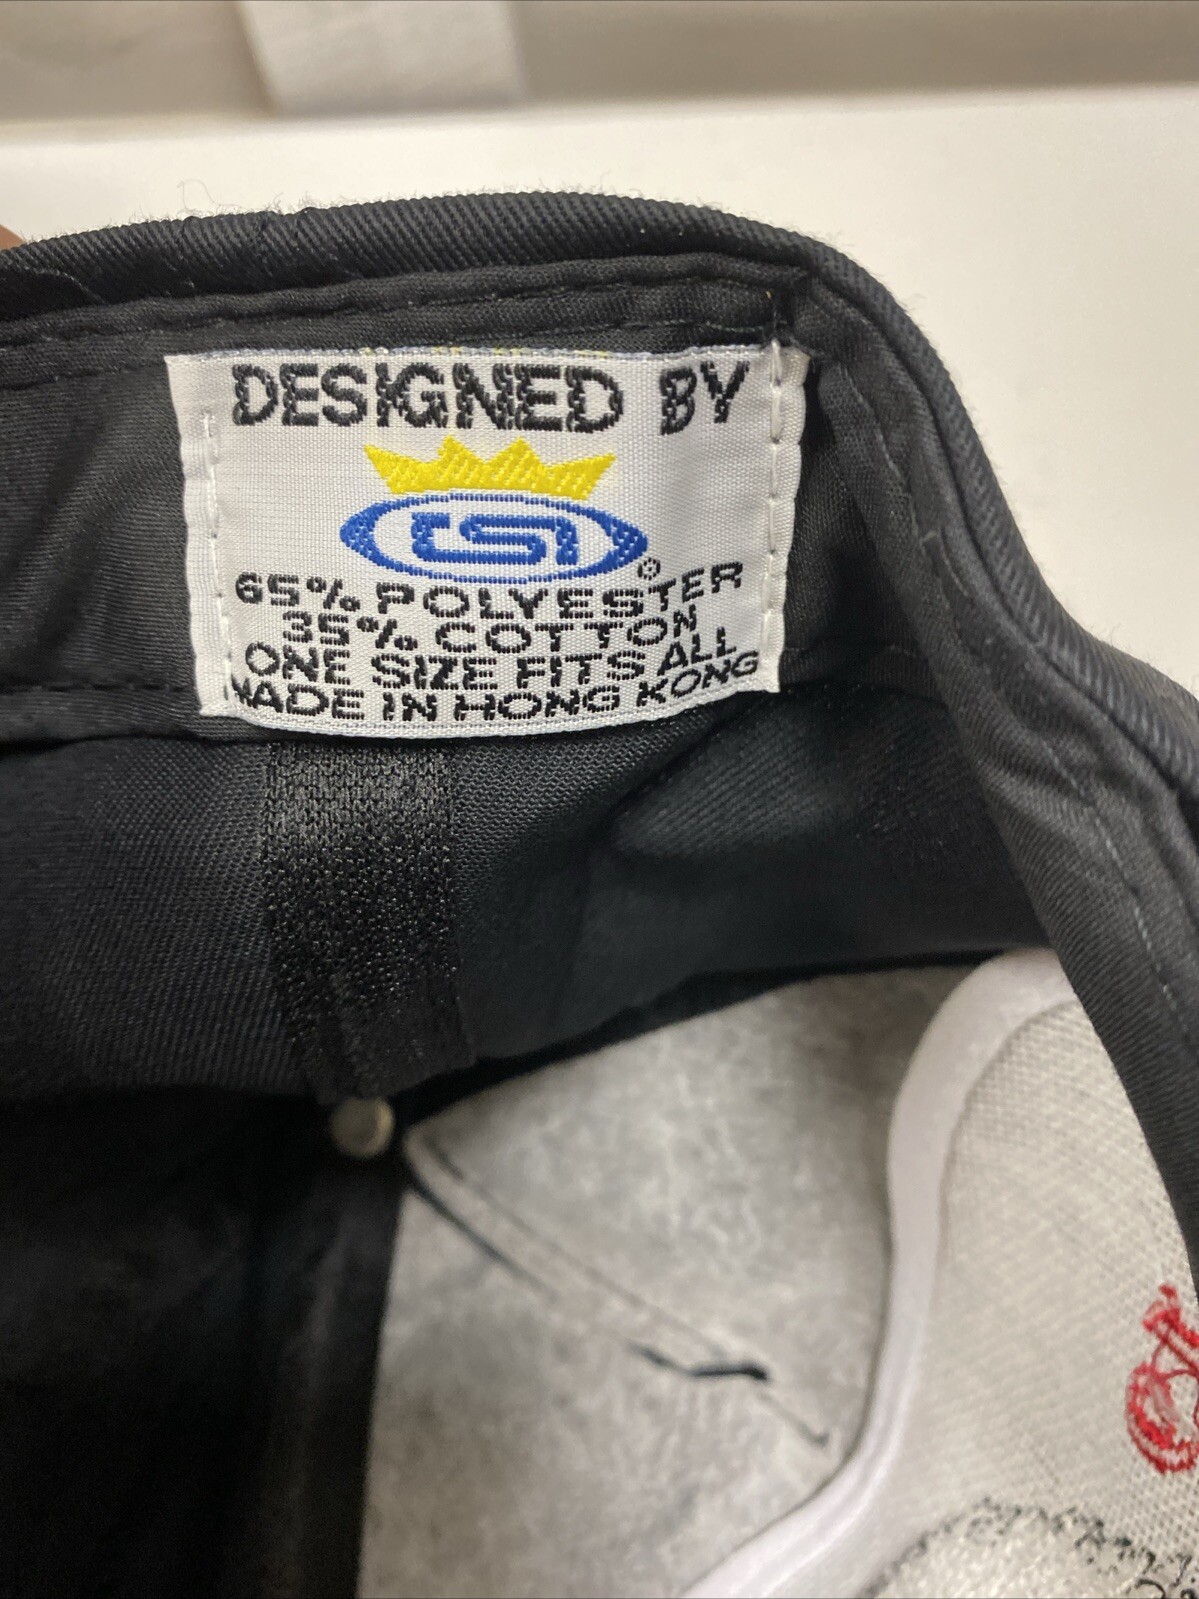 DESIGNED BY
®
65% POLYESTER
35% COTTON
ONE SIZE FITS ALL
MADE IN HONG KONG